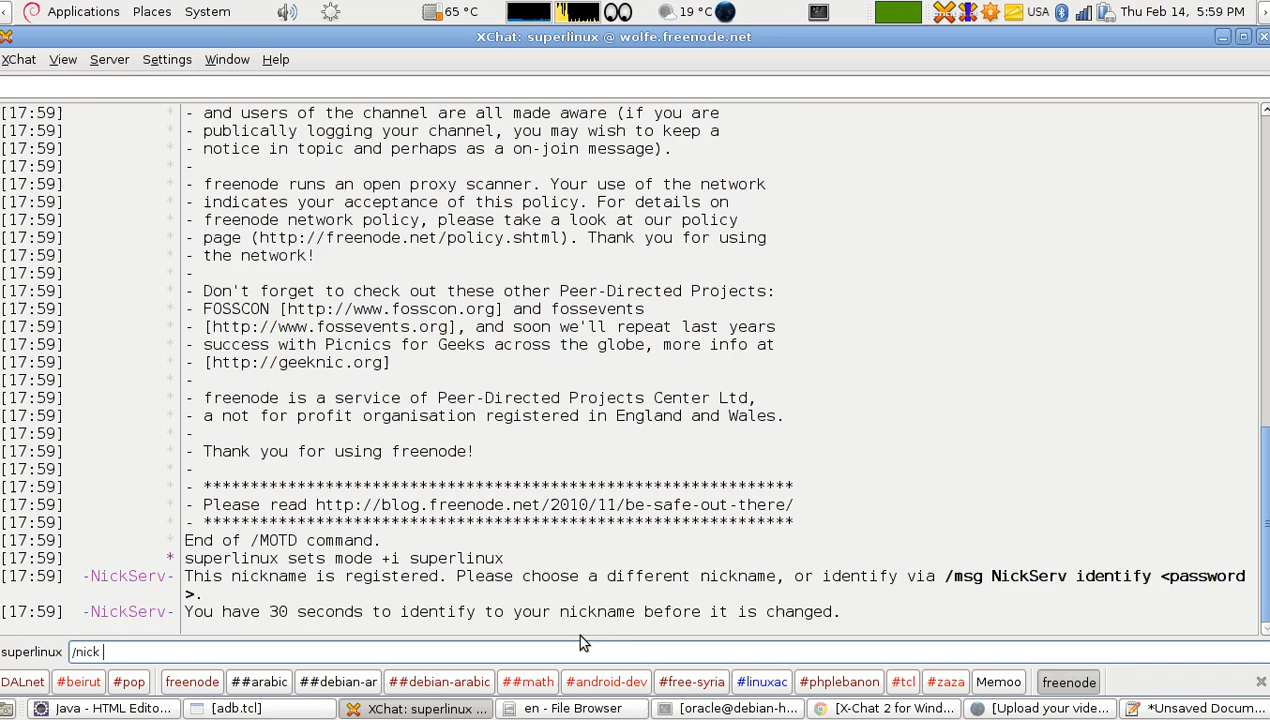 Applications Places System 65 °C 19 °C USA Thu Feb 14, 5:59 PM
XChat: superlinux @ wolfe.freenode.net
XChat View Server Settings Window Help
[17:59] * - and users of the channel are all made aware (if you are
[17:59] * - publically logging your channel, you may wish to keep a
[17:59] * - notice in topic and perhaps as a on-join message).
[17:59] * -
[17:59] * - freenode runs an open proxy scanner. Your use of the network
[17:59] * - indicates your acceptance of this policy. For details on
[17:59] * - freenode network policy, please take a look at our policy
[17:59] * - page (http://freenode.net/policy.shtml). Thank you for using
[17:59] * - the network!
[17:59] * -
[17:59] * - Don't forget to check out these other Peer-Directed Projects:
[17:59] * - FOSSCON [http://www.fosscon.org] and fossevents
[17:59] * - [http://www.fossevents.org], and soon we'll repeat last years
[17:59] * - success with Picnics for Geeks across the globe, more info at
[17:59] * - [http://geeknic.org]
[17:59] * -
[17:59] * - freenode is a service of Peer-Directed Projects Center Ltd,
[17:59] * - a not for profit organisation registered in England and Wales.
[17:59] * -
[17:59] * - Thank you for using freenode!
[17:59] * -
[17:59] * - ***************************************************************
[17:59] * - Please read http://blog.freenode.net/2010/11/be-safe-out-there/
[17:59] * - ***************************************************************
[17:59] * End of /MOTD command.
[17:59] * superlinux sets mode +i superlinux
[17:59] -NickServ- This nickname is registered. Please choose a different nickname, or identify via /msg NickServ identify <password
>.
[17:59] -NickServ- You have 30 seconds to identify to your nickname before it is changed.
superlinux /nick
DALnet #beirut #pop freenode ##arabic ##debian-ar ##debian-arabic ##math #android-dev #free-syria #linuxac #phplebanon #tcl #zaza Memoo freenode
Java - HTML Edito... [adb.tcl] XChat: superlinux ... en - File Browser [oracle@debian-h... [X-Chat 2 for Wind... [Upload your vide... *Unsaved Docum...